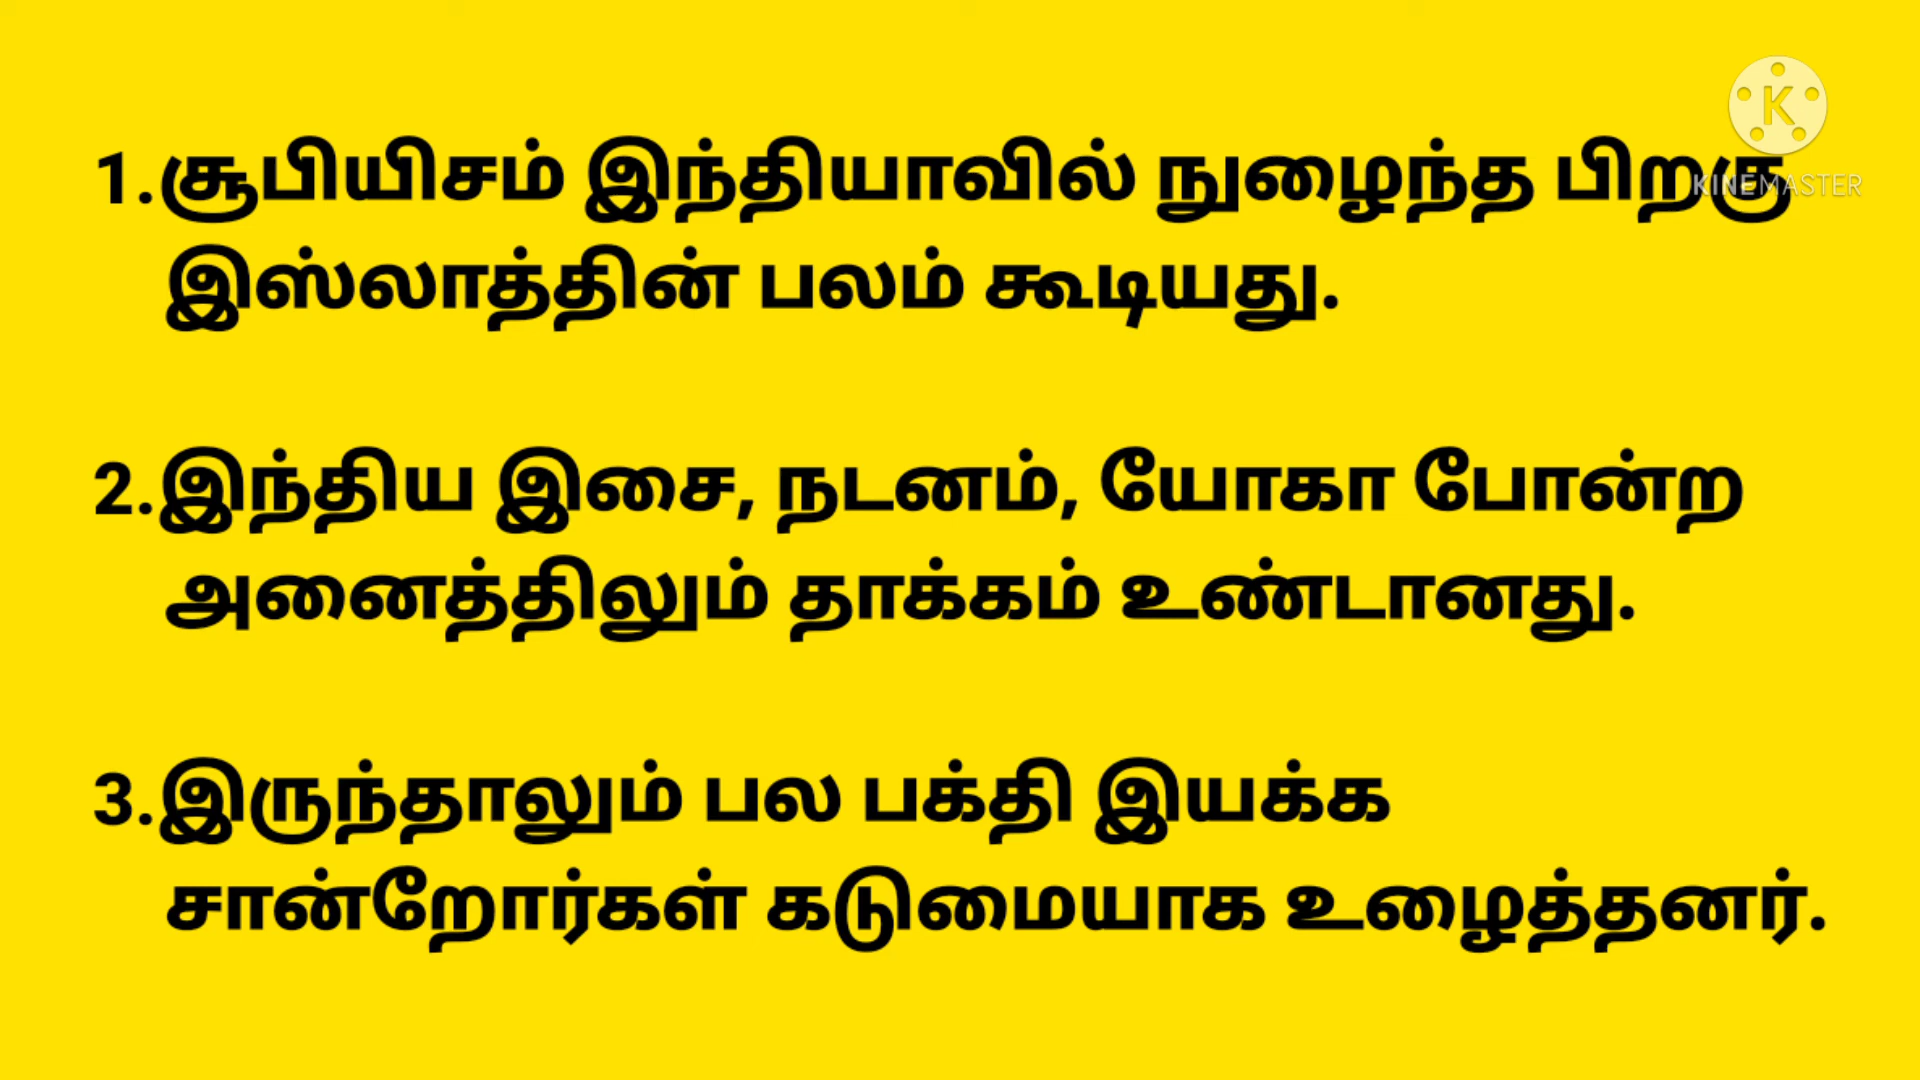 1.சூபியிசம் இந்தியாவில் நுழைந்த பிறகு
இஸ்லாத்தின் பலம் கூடியது.
2.இந்திய இசை, நடனம், யோகா போன்ற
அனைத்திலும் தாக்கம் உண்டானது.
3.இருந்தாலும் பல பக்தி இயக்க
சான்றோர்கள் கடுமையாக உழைத்தனர்.
K
KINEMASTER